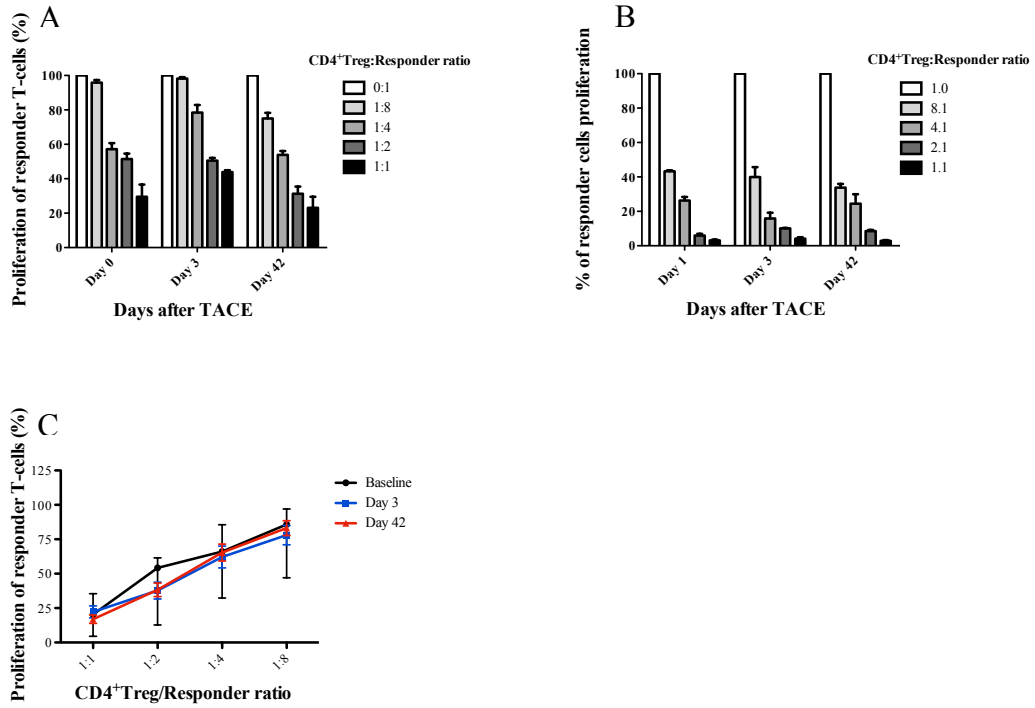 A
Proliferation of responder T-cells (%)
100
80
60
40
20
0
Day 0
Day 3
Day 42
Days after TACE
CD4+Treg:Responder ratio
0:1
1:8
1:4
1:2
1:1
B
% of responder cells proliferation
100
80
60
40
20
0
Day 1
Day 3
Day 42
Days after TACE
CD4+Treg:Responder ratio
1.0
8.1
4.1
2.1
1.1
C
Proliferation of responder T-cells (%)
125
100
75
50
25
0
1:1
1:2
1:4
1:8
CD4+Treg/Responder ratio
Baseline
Day 3
Day 42